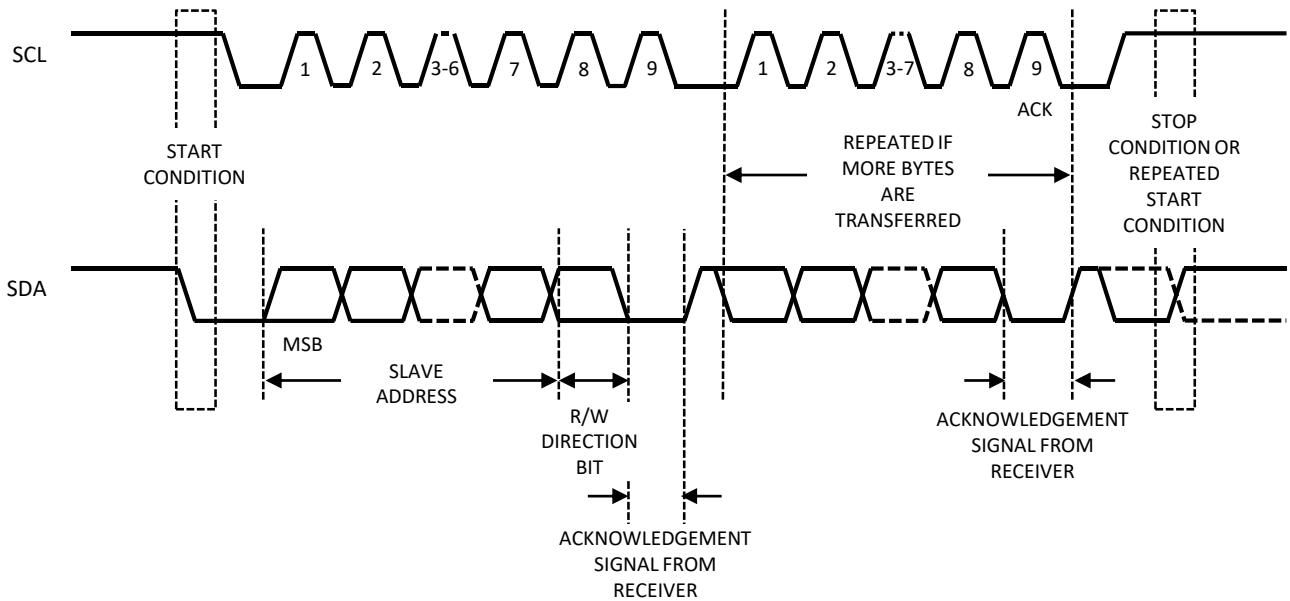 SCL
1
2
3-6
7
8
9
1
2
3-7
8
9
ACK
START
CONDITION
REPEATED IF
MORE BYTES
ARE
TRANSFERRED
STOP
CONDITION OR
REPEATED
START
CONDITION
SDA
MSB
SLAVE
ADDRESS
R/W
DIRECTION
BIT
ACKNOWLEDGEMENT
SIGNAL FROM
RECEIVER
ACKNOWLEDGEMENT
SIGNAL FROM
RECEIVER